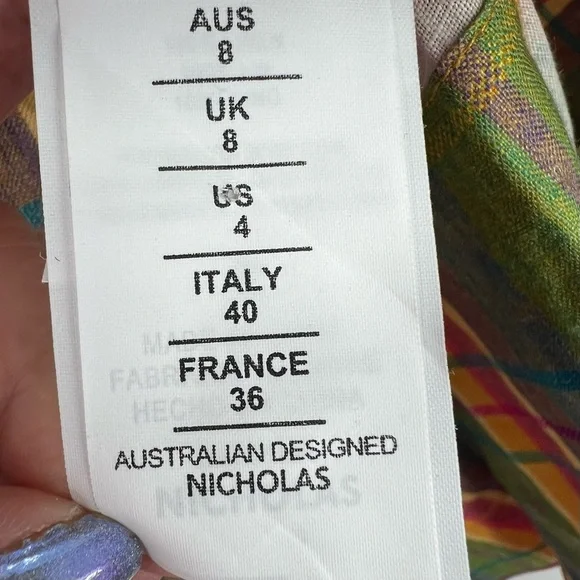 AUS
8
UK
8
US
4
ITALY
40
FRANCE
36
AUSTRALIAN DESIGNED
NICHOLAS